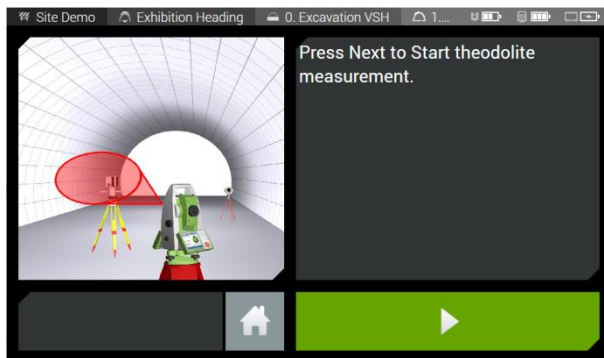 Site Demo Exhibition Heading 0. Excavation VSH 1....
Press Next to Start theodolite
measurement.